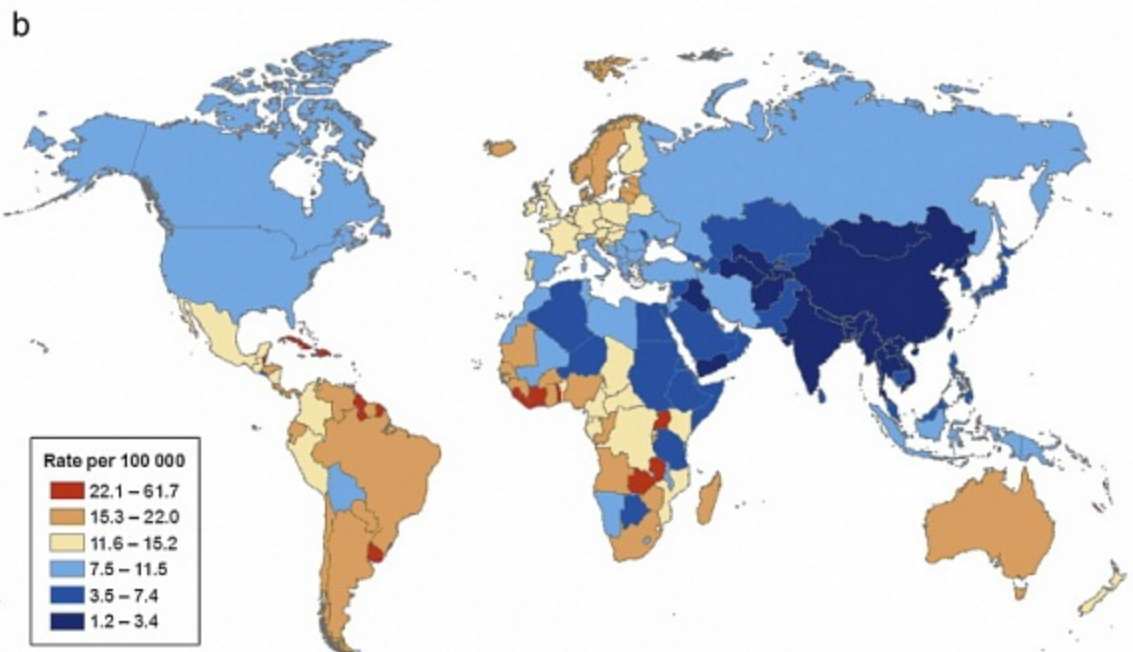 b
Rate per 100 000
22.1 – 61.7
15.3 – 22.0
11.6 – 15.2
7.5 – 11.5
3.5 – 7.4
1.2 – 3.4